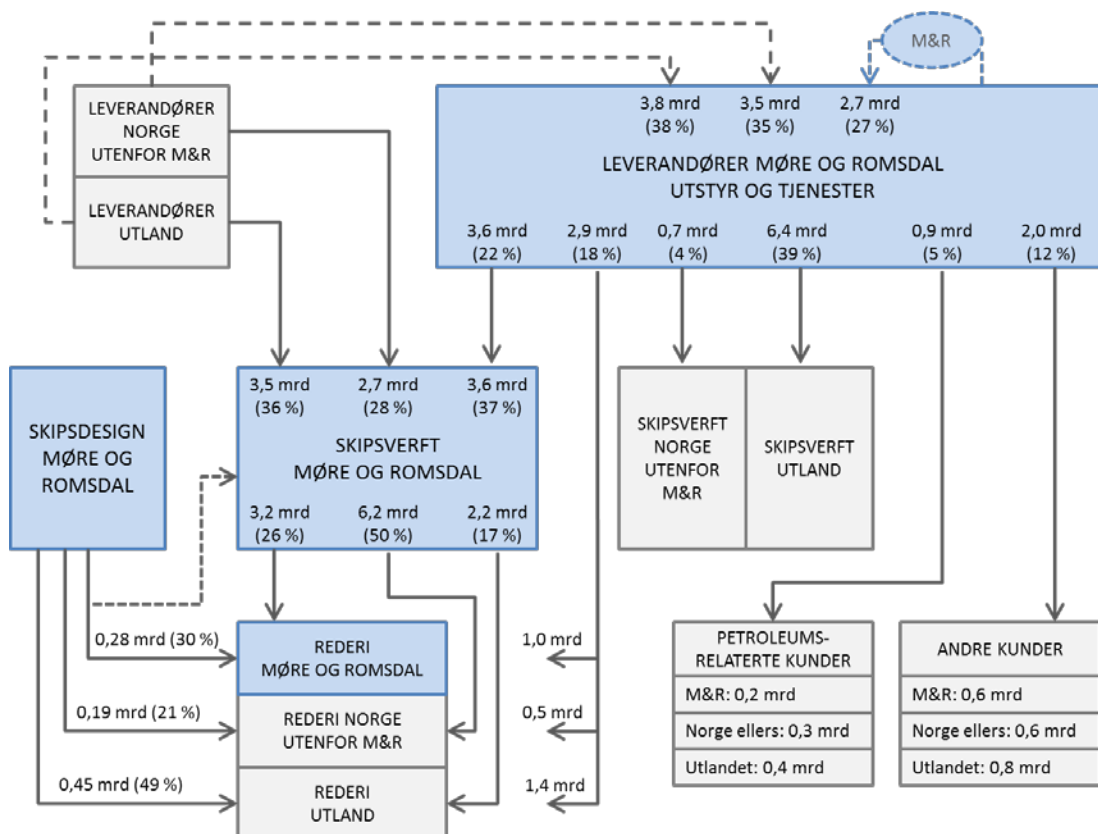 M&R
LEVERANDØRER
NORGE
UTENFOR M&R
LEVERANDØRER
UTLAND
3,8 mrd
(38 %)
3,5 mrd
(35 %)
2,7 mrd
(27 %)
LEVERANDØRER MØRE OG ROMSDAL
UTSTYR OG TJENESTER
3,6 mrd
(22 %)
2,9 mrd
(18 %)
0,7 mrd
(4 %)
6,4 mrd
(39 %)
0,9 mrd
(5 %)
2,0 mrd
(12 %)
SKIPSDESIGN
MØRE OG
ROMSDAL
3,5 mrd
(36 %)
2,7 mrd
(28 %)
3,6 mrd
(37 %)
SKIPSVERFT
MØRE OG ROMSDAL
3,2 mrd
(26 %)
6,2 mrd
(50 %)
2,2 mrd
(17 %)
SKIPSVERFT
NORGE
UTENFOR
M&R
SKIPSVERFT
UTLAND
0,28 mrd (30 %)
0,19 mrd (21 %)
0,45 mrd (49 %)
REDERI
MØRE OG ROMSDAL
REDERI NORGE
UTENFOR M&R
REDERI
UTLAND
1,0 mrd
0,5 mrd
1,4 mrd
PETROLEUMS-
RELATERTE KUNDER
M&R: 0,2 mrd
Norge ellers: 0,3 mrd
Utlandet: 0,4 mrd
ANDRE KUNDER
M&R: 0,6 mrd
Norge ellers: 0,6 mrd
Utlandet: 0,8 mrd